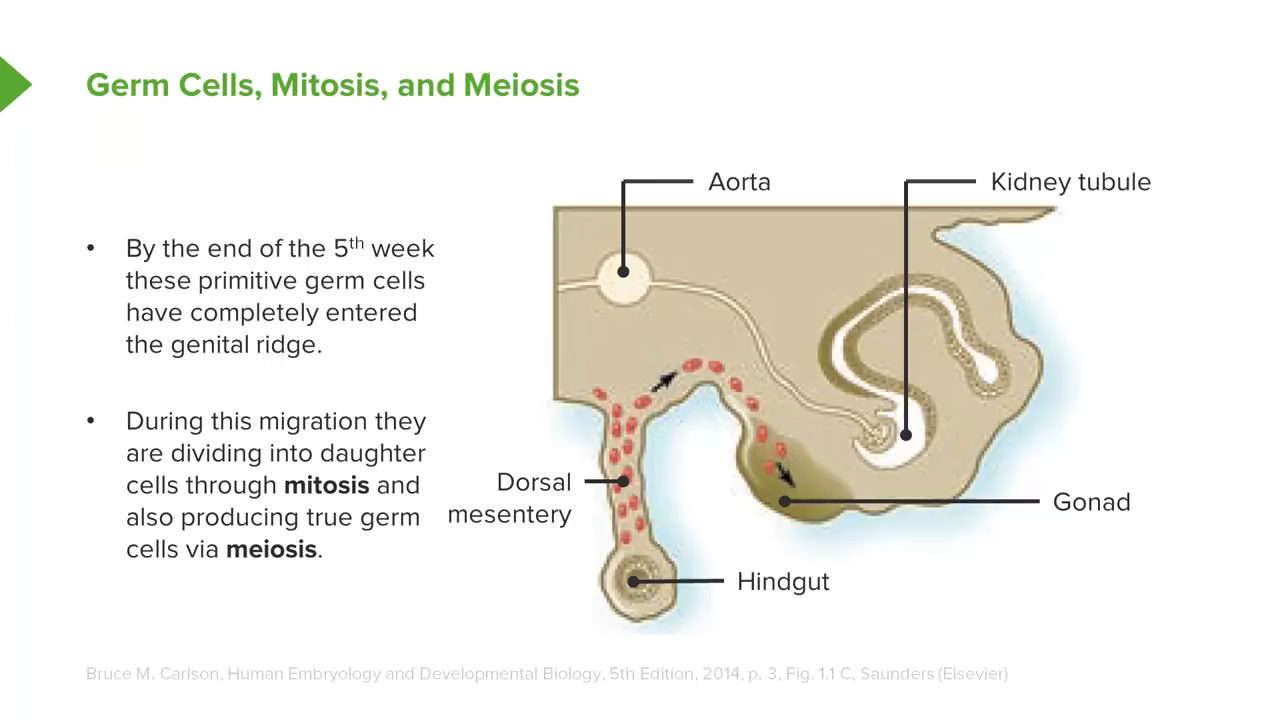 Germ Cells, Mitosis, and Meiosis
• By the end of the 5th week
these primitive germ cells
have completely entered
the genital ridge.
• During this migration they
are dividing into daughter
cells through mitosis and
also producing true germ
cells via meiosis.
Aorta
Kidney tubule
Dorsal
mesentery
Gonad
Hindgut
Bruce M. Carlson, Human Embryology and Developmental Biology, 5th Edition, 2014, p. 3, Fig. 1.1 C, Saunders (Elsevier)